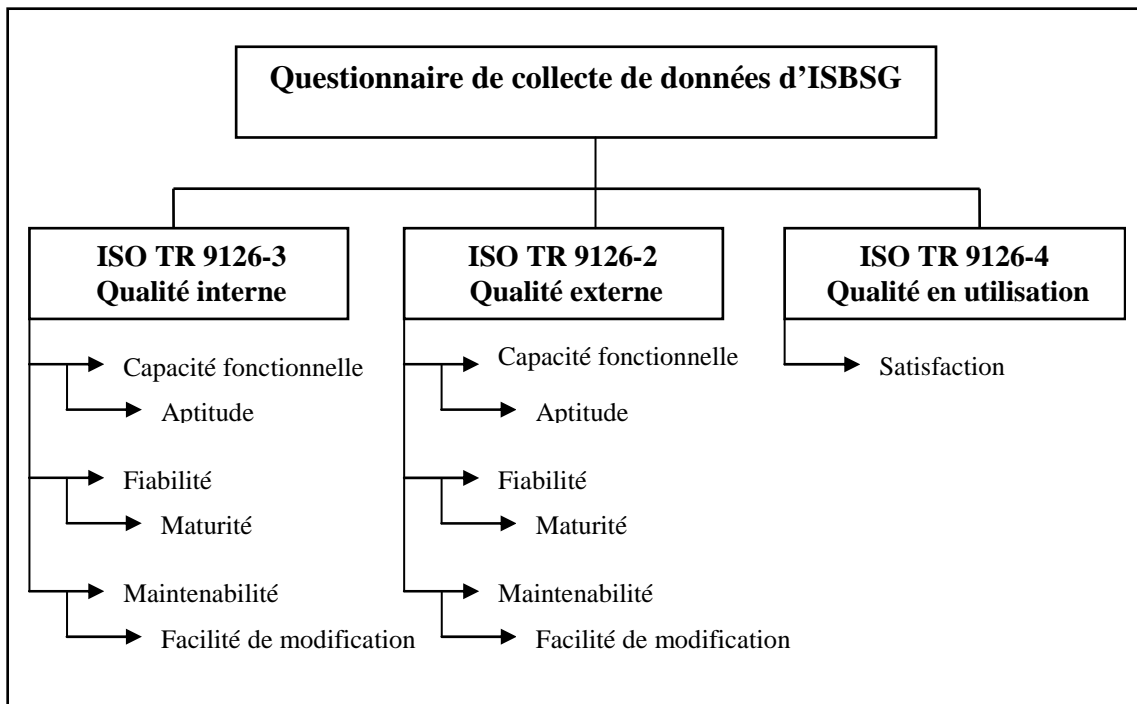 Questionnaire de collecte de données d’ISBSG
ISO TR 9126-3
Qualité interne
Capacité fonctionnelle
Aptitude
Fiabilité
Maturité
Maintenabilité
Facilité de modification
ISO TR 9126-2
Qualité externe
Capacité fonctionnelle
Aptitude
Fiabilité
Maturité
Maintenabilité
Facilité de modification
ISO TR 9126-4
Qualité en utilisation
Satisfaction